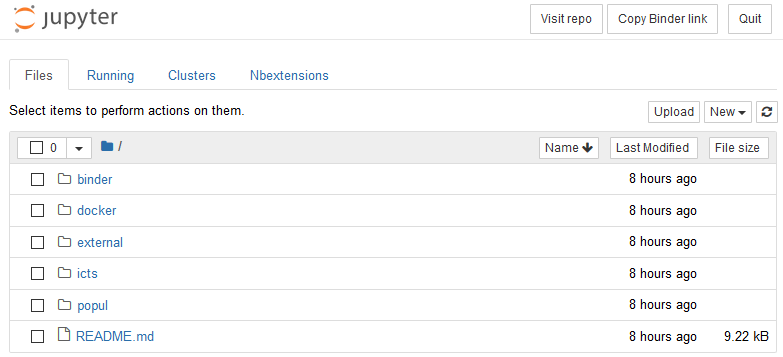 jupyter Visit repo Copy Binder link Quit
Files Running Clusters Nbextensions
Select items to perform actions on them. Upload New
0 / Name Last Modified File size
binder 8 hours ago
docker 8 hours ago
external 8 hours ago
icts 8 hours ago
popul 8 hours ago
README.md 8 hours ago 9.22 kB